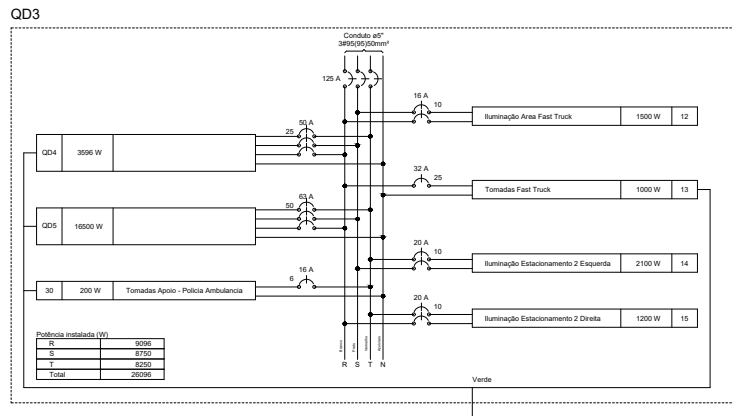 QD3
Conduto ø5"
3#95(95)50mm²
125 A
16 A
10
Iluminação Area Fast Truck
1500 W
12
50 A
25
QD4
3596 W
32 A
25
Tomadas Fast Truck
1000 W
13
63 A
50
QD5
16500 W
20 A
10
Iluminação Estacionamento 2 Esquerda
2100 W
14
16 A
6
30
200 W
Tomadas Apoio - Policia Ambulancia
20 A
10
Iluminação Estacionamento 2 Direita
1200 W
15
Potência instalada (W)
R 9096
S 8750
T 8250
Total 26096
Branco
Preto
Vermelho
R S T N
Verde